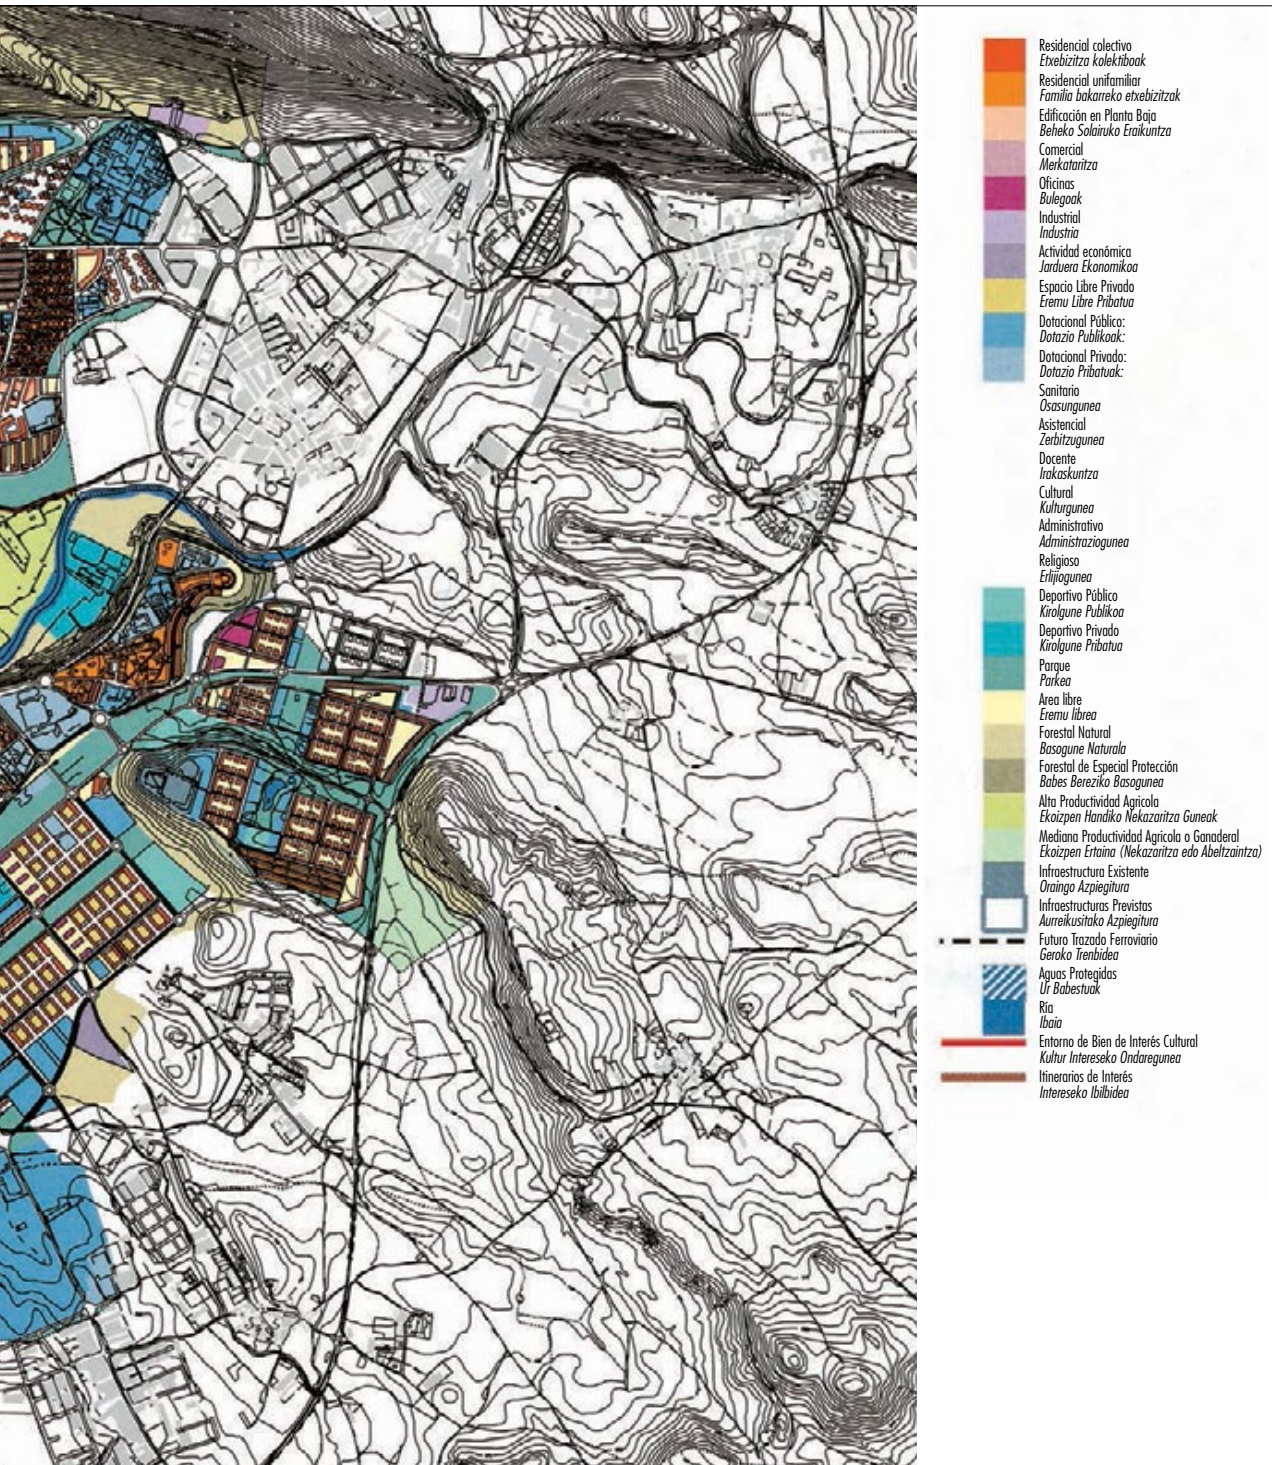 Residencial colectivo
Etxebizitza kolektiboak
Residencial unifamiliar
Familia bakarreko etxebizitzak
Edificación en Planta Baja
Beheko Solairuko Eraikuntza
Comercial
Merkataritza
Oficinas
Bulegoak
Industrial
Industria
Actividad económica
Jarduera Ekonomikoa
Espacio Libre Privado
Eremu Libre Pribatua
Dotacional Público:
Dotazio Publikoak:
Dotacional Privado:
Dotazio Pribatuak:
Sanitario
Osasungunea
Asistencial
Zerbitzugunea
Docente
Irakaskuntza
Cultural
Kulturgunea
Administrativo
Administraziogunea
Religioso
Erlijiogunea
Deportivo Público
Kirolgune Publikoa
Deportivo Privado
Kirolgune Pribatua
Parque
Parkea
Area libre
Eremu librea
Forestal Natural
Basogune Naturala
Forestal de Especial Protección
Babes Bereziko Basogunea
Alta Productividad Agricola
Ekoizpen Handiko Nekazaritza Guneak
Mediana Productividad Agricola o Ganaderal
Ekoizpen Ertaina (Nekazaritza edo Abeltzaintza)
Infraestructura Existente
Oraingo Azpiegitura
Infraestructuras Previstas
Aurreikusitako Azpiegitura
Futuro Trazado Ferroviario
Geroko Trenbidea
Aguas Protegidas
Ur Babestuak
Ría
Ibaia
Entorno de Bien de Interés Cultural
Kultur Intereseko Ondaregunea
Itinerarios de Interés
Intereseko Ibilbidea